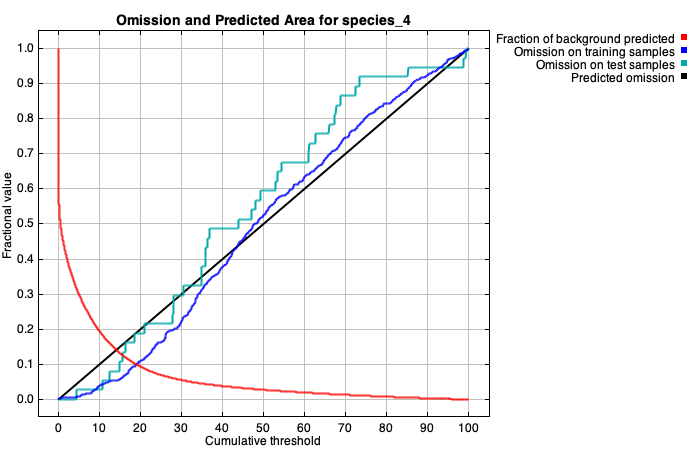 Omission and Predicted Area for species_4
Fraction of background predicted
Omission on training samples
Omission on test samples
Predicted omission
Fractional value
1.0
0.9
0.8
0.7
0.6
0.5
0.4
0.3
0.2
0.1
0.0
0 10 20 30 40 50 60 70 80 90 100
Cumulative threshold